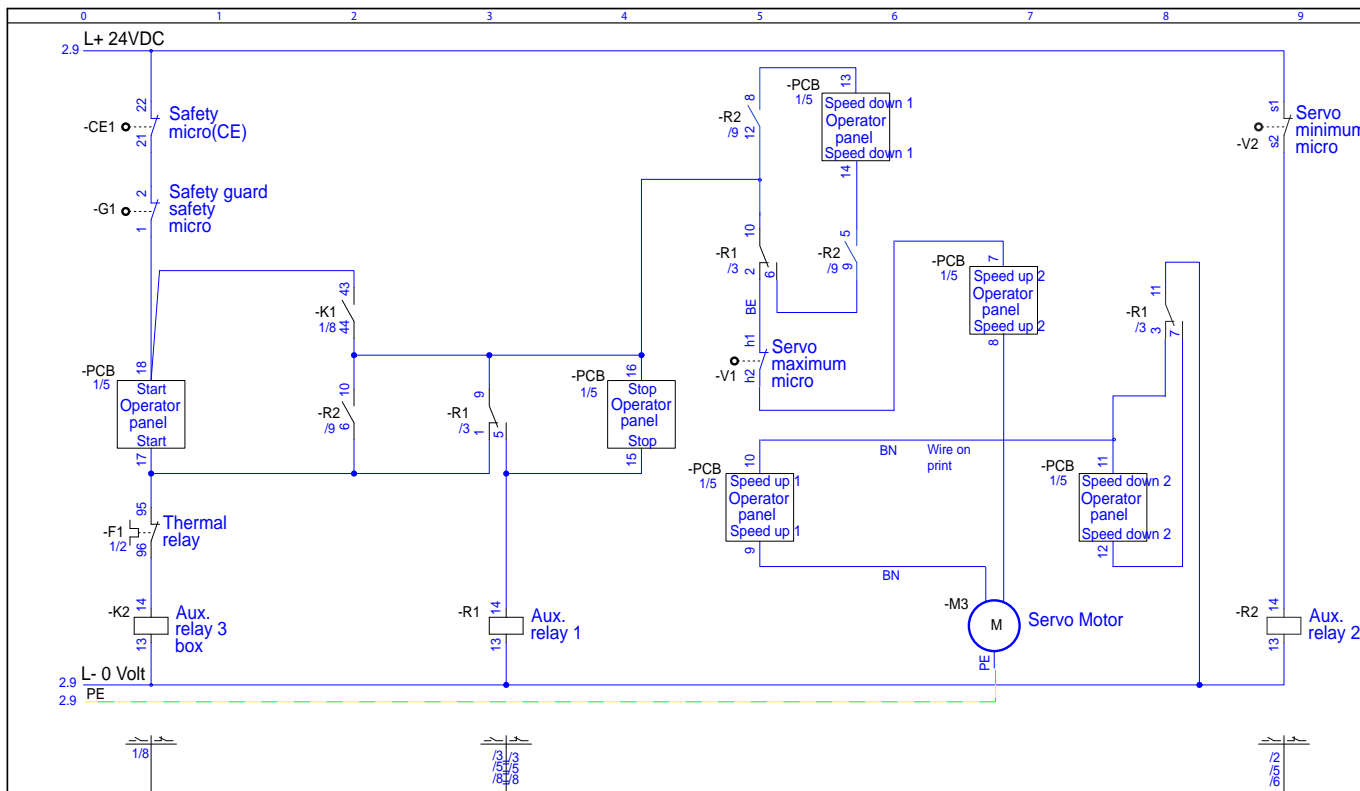 0 1 2 3 4 5 6 7 8 9
L+ 24VDC
2.9
22
-CE1
21
Safety
micro(CE)
2
-G1
1
Safety guard
safety
micro
43
-K1
1/8
44
18
-PCB
1/5
Start
Operator
panel
Start
17
10
-R2
/9
6
9
-R1
/3
1
5
16
-PCB
1/5
Stop
Operator
panel
Stop
15
95
-F1
1/2
96
Thermal
relay
14
-K2
13
Aux.
relay 3
box
14
-R1
13
Aux.
relay 1
8
-R2
/9
12
13
-PCB
1/5
Speed down 1
Operator
panel
Speed down 1
14
10
-R1
/3
2
6
5
-R2
/9
9
BE
h1
-V1
h2
Servo
maximum
micro
7
-PCB
1/5
Speed up 2
Operator
panel
Speed up 2
8
11
-R1
/3
3
7
s1
-V2
s2
Servo
minimum
micro
BN
Wire on
print
10
-PCB
1/5
Speed up 1
Operator
panel
Speed up 1
9
BN
11
-PCB
1/5
Speed down 2
Operator
panel
Speed down 2
12
-M3
M
Servo Motor
PE
14
-R2
13
Aux.
relay 2
L- 0 Volt
2.9
PE
2.9
1/8
/3 /3
/5 /5
/8 /8
/2
/5
/6